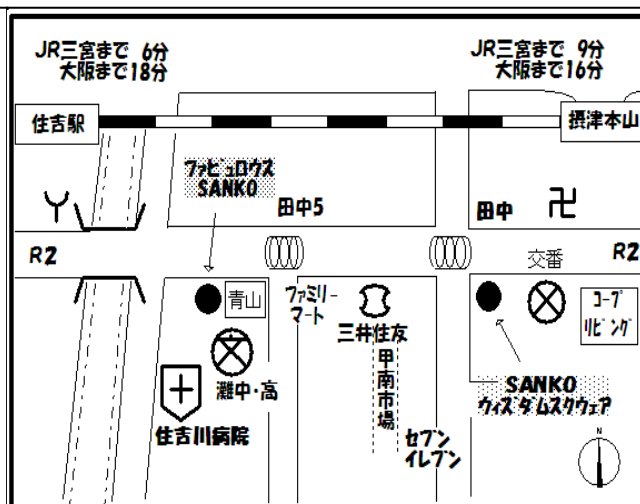 JR三宮まで 6分
大阪まで18分
JR三宮まで 9分
大阪まで16分
住吉駅
摂津本山
ファビュロウス
SANKO
田中5
田中
R2
交番
R2
青山
ファミリー
マート
三井住友
コープ
リビング
灘中・高
甲南市場
SANKO
ウィズダムスクウェア
住吉川病院
セブン
イレブン
N